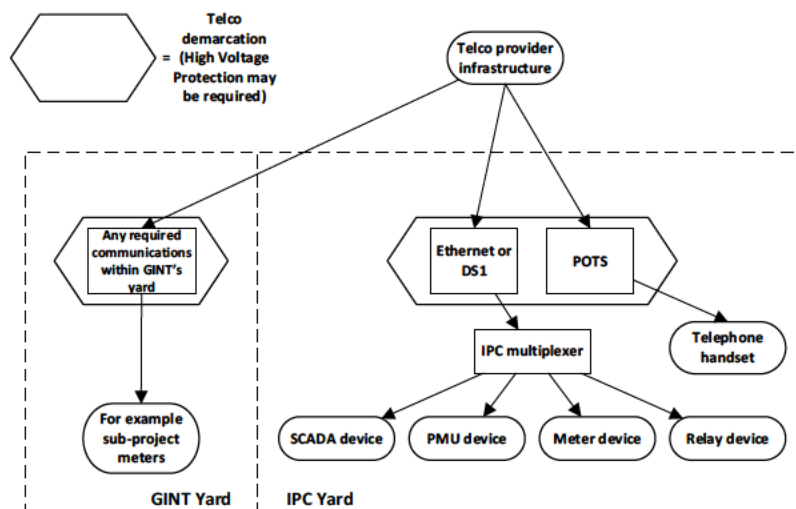 Telco
demarcation
= (High Voltage
Protection may
be required)
Telco provider
infrastructure
Any required
communications
within GINT's
yard
Ethernet or
DS1
POTS
IPC multiplexer
Telephone
handset
For example
sub-project
meters
SCADA device
PMU device
Meter device
Relay device
GINT Yard
IPC Yard